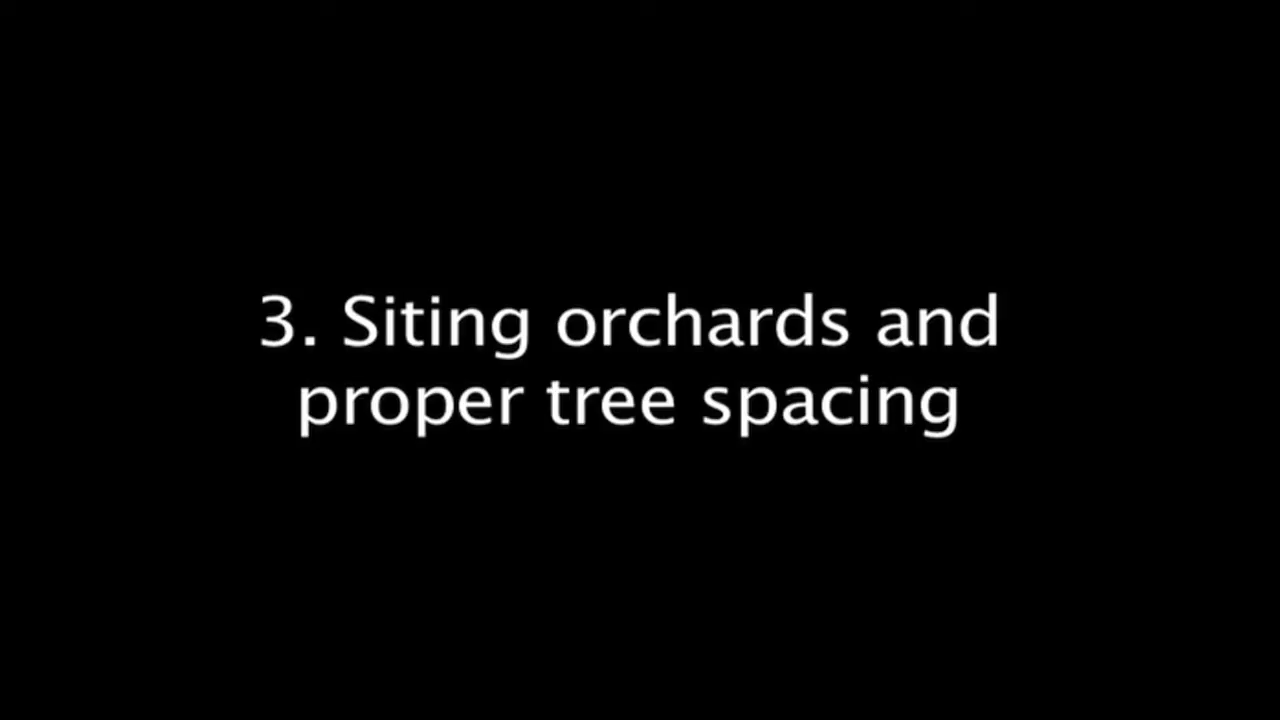 3. Siting orchards and
proper tree spacing